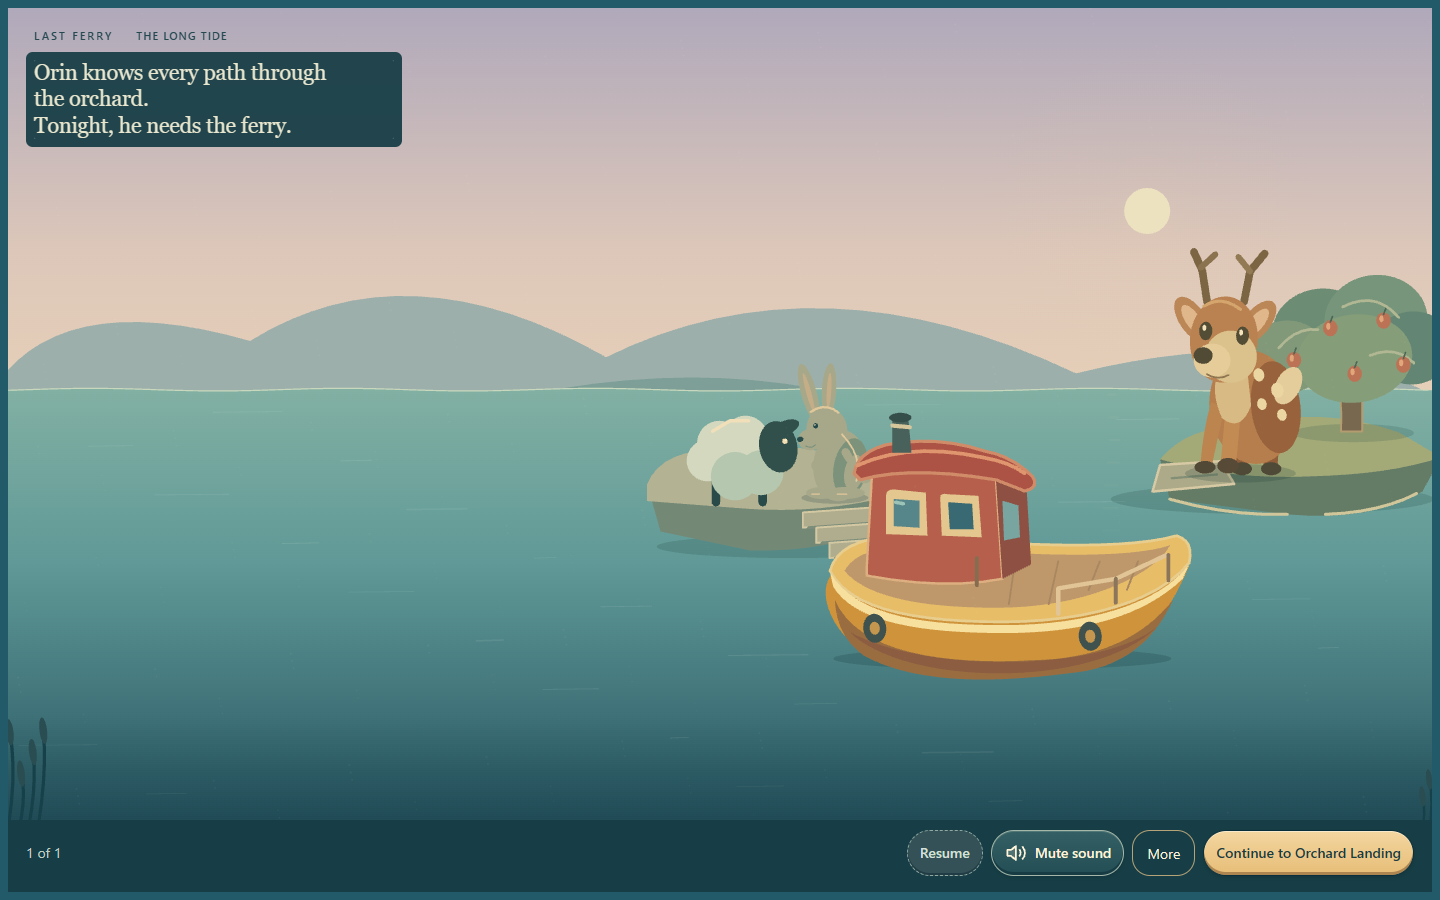 LAST FERRY THE LONG TIDE
Orin knows every path through
the orchard.
Tonight, he needs the ferry.
1 of 1
Resume
Mute sound
More
Continue to Orchard Landing